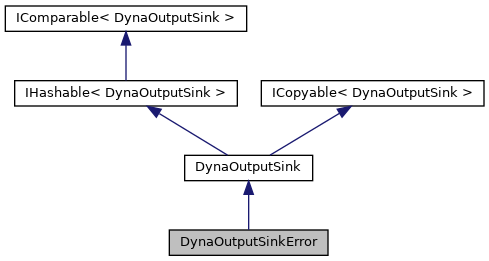 IComparable< DynaOutputSink >
IHashable< DynaOutputSink >
ICopyable< DynaOutputSink >
DynaOutputSink
DynaOutputSinkError